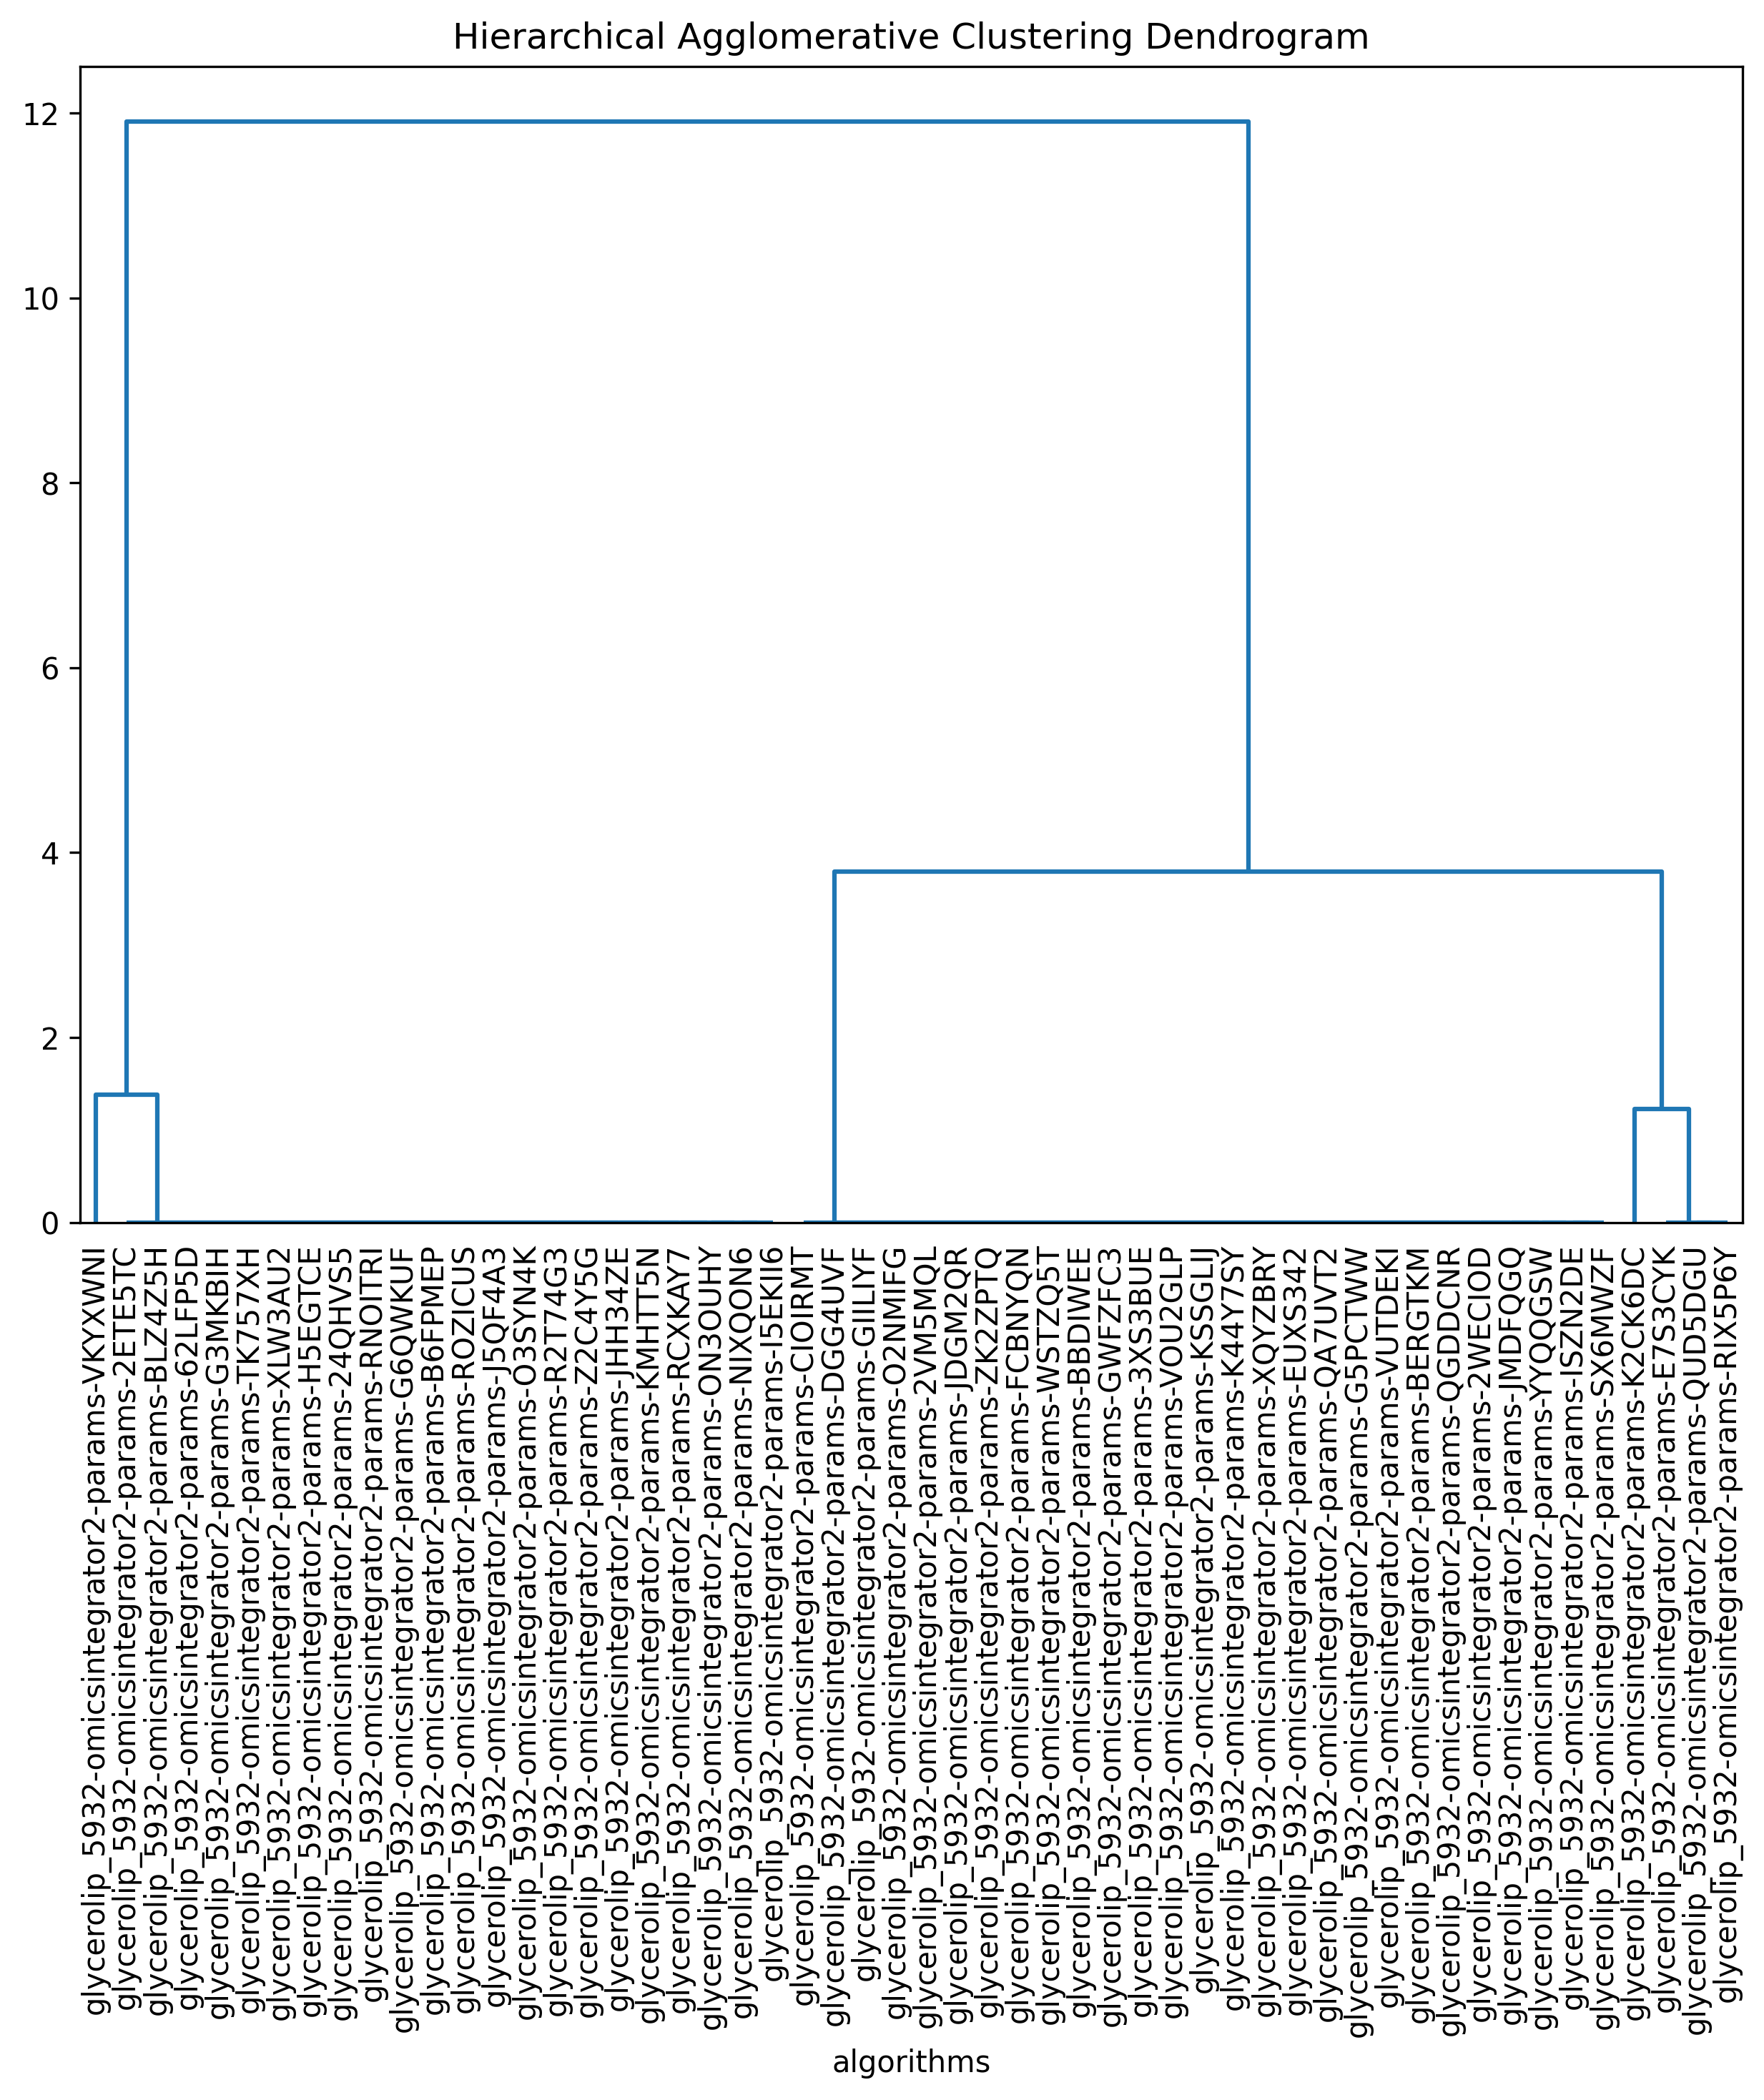 Hierarchical Agglomerative Clustering Dendrogram
12
10
8
6
4
2
0
glycerolip_5932-omicsintegrator2-params-VKYXWNI
glycerolip_5932-omicsintegrator2-params-2ETE5TC
glycerolip_5932-omicsintegrator2-params-BLZ4Z5H
glycerolip_5932-omicsintegrator2-params-62LFP5D
glycerolip_5932-omicsintegrator2-params-G3MKBIH
glycerolip_5932-omicsintegrator2-params-TK757XH
glycerolip_5932-omicsintegrator2-params-XLW3AU2
glycerolip_5932-omicsintegrator2-params-H5EGTCE
glycerolip_5932-omicsintegrator2-params-24QHVS5
glycerolip_5932-omicsintegrator2-params-RNOITRI
glycerolip_5932-omicsintegrator2-params-G6QWKUF
glycerolip_5932-omicsintegrator2-params-B6FPMEP
glycerolip_5932-omicsintegrator2-params-ROZICUS
glycerolip_5932-omicsintegrator2-params-J5QF4A3
glycerolip_5932-omicsintegrator2-params-O3SYN4K
glycerolip_5932-omicsintegrator2-params-R2T74G3
glycerolip_5932-omicsintegrator2-params-Z2C4Y5G
glycerolip_5932-omicsintegrator2-params-JHH34ZE
glycerolip_5932-omicsintegrator2-params-KMHTT5N
glycerolip_5932-omicsintegrator2-params-RCXKAY7
glycerolip_5932-omicsintegrator2-params-ON3OUHY
glycerolip_5932-omicsintegrator2-params-NIXQON6
glycerolip_5932-omicsintegrator2-params-I5EKII6
glycerolip_5932-omicsintegrator2-params-CIOIRMT
glycerolip_5932-omicsintegrator2-params-DGG4UVF
glycerolip_5932-omicsintegrator2-params-GIILIYF
glycerolip_5932-omicsintegrator2-params-O2NMIFG
glycerolip_5932-omicsintegrator2-params-2VM5MQL
glycerolip_5932-omicsintegrator2-params-JDGM2QR
glycerolip_5932-omicsintegrator2-params-ZK2ZPTQ
glycerolip_5932-omicsintegrator2-params-FCBNYQN
glycerolip_5932-omicsintegrator2-params-WSTZQ5T
glycerolip_5932-omicsintegrator2-params-BBDIWEE
glycerolip_5932-omicsintegrator2-params-GWFZFC3
glycerolip_5932-omicsintegrator2-params-3XS3BUE
glycerolip_5932-omicsintegrator2-params-VOU2GLP
glycerolip_5932-omicsintegrator2-params-KSSGLIJ
glycerolip_5932-omicsintegrator2-params-K44Y7SY
glycerolip_5932-omicsintegrator2-params-XQYZBRY
glycerolip_5932-omicsintegrator2-params-EUXS342
glycerolip_5932-omicsintegrator2-params-QA7UVT2
glycerolip_5932-omicsintegrator2-params-G5PCTWW
glycerolip_5932-omicsintegrator2-params-VUTDEKI
glycerolip_5932-omicsintegrator2-params-BERGTKM
glycerolip_5932-omicsintegrator2-params-QGDDCNR
glycerolip_5932-omicsintegrator2-params-2WECIOD
glycerolip_5932-omicsintegrator2-params-JMDFQGQ
glycerolip_5932-omicsintegrator2-params-YYQQGSW
glycerolip_5932-omicsintegrator2-params-ISZN2DE
glycerolip_5932-omicsintegrator2-params-SX6MWZF
glycerolip_5932-omicsintegrator2-params-K2CK6DC
glycerolip_5932-omicsintegrator2-params-E7S3CYK
glycerolip_5932-omicsintegrator2-params-QUD5DGU
glycerolip_5932-omicsintegrator2-params-RIX5P6Y
algorithms